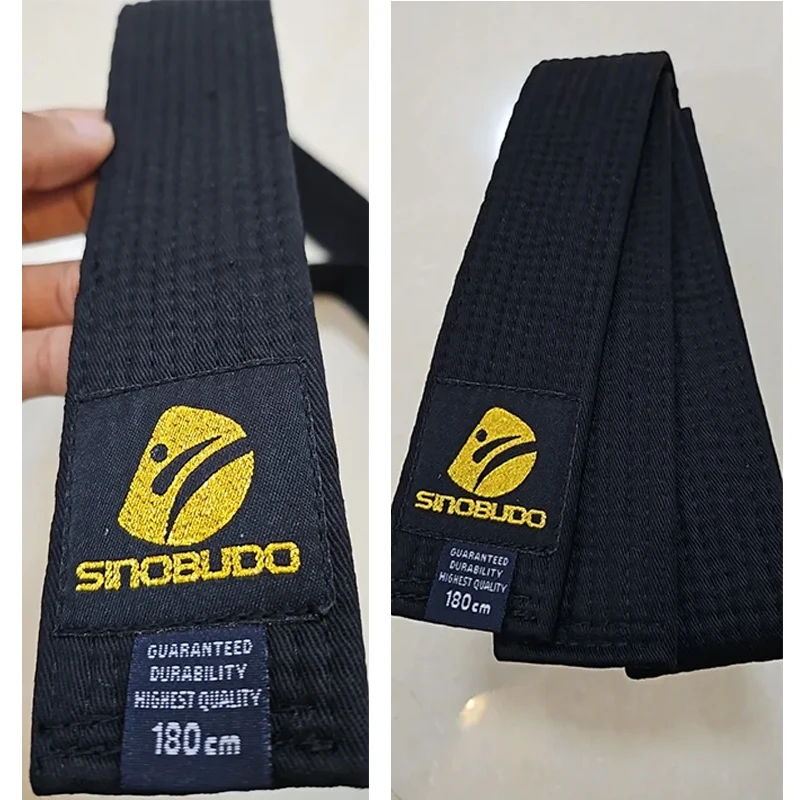 SINOBUDO
GUARANTEED
DURABILITY
HIGHEST QUALITY
180cm
SINOBUDO
GUARANTEED
DURABILITY
HIGHEST QUALITY
180cm